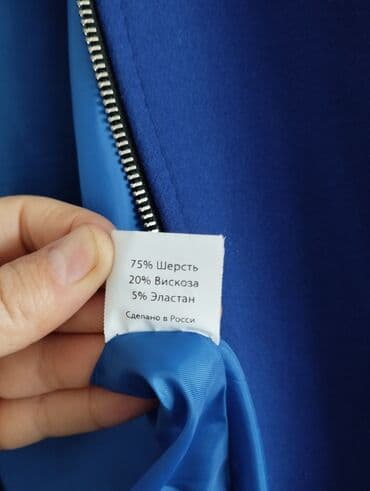 75% Шерсть
20% Вискоза
5% Эластан
Сделано в Росси